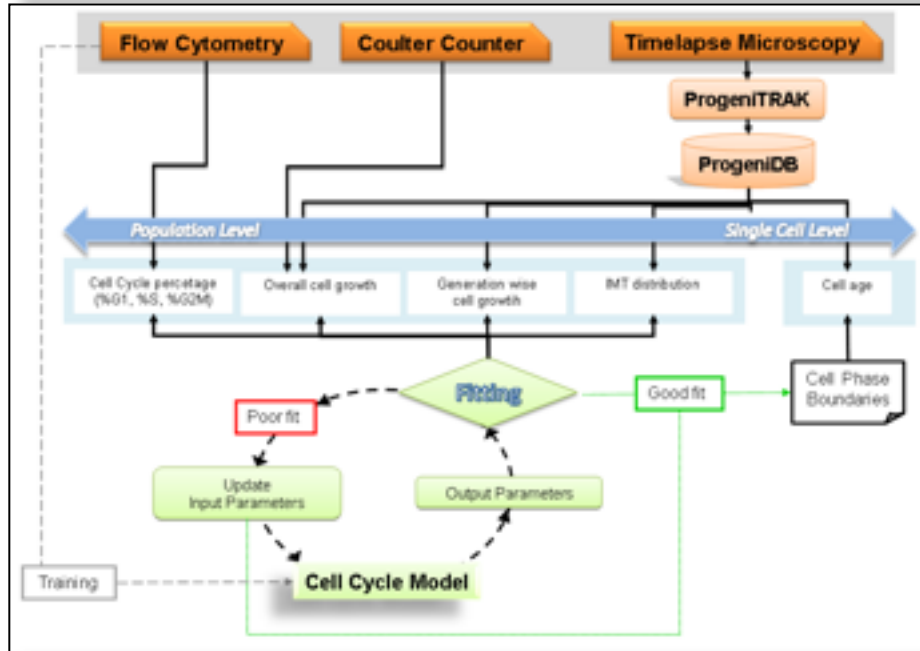 Flow Cytometry
Coulter Counter
Timelapse Microscopy
ProgeniTRAK
ProgeniDB
Population Level
Single Cell Level
Cell Cycle percetage
(%G1, %S, %G2M)
Overall cell growth
Generation wise
cell growth
IMT distribution
Cell age
Fitting
Poor fit
Good fit
Cell Phase
Boundaries
Update
Input Parameters
Output Parameters
Training
Cell Cycle Model